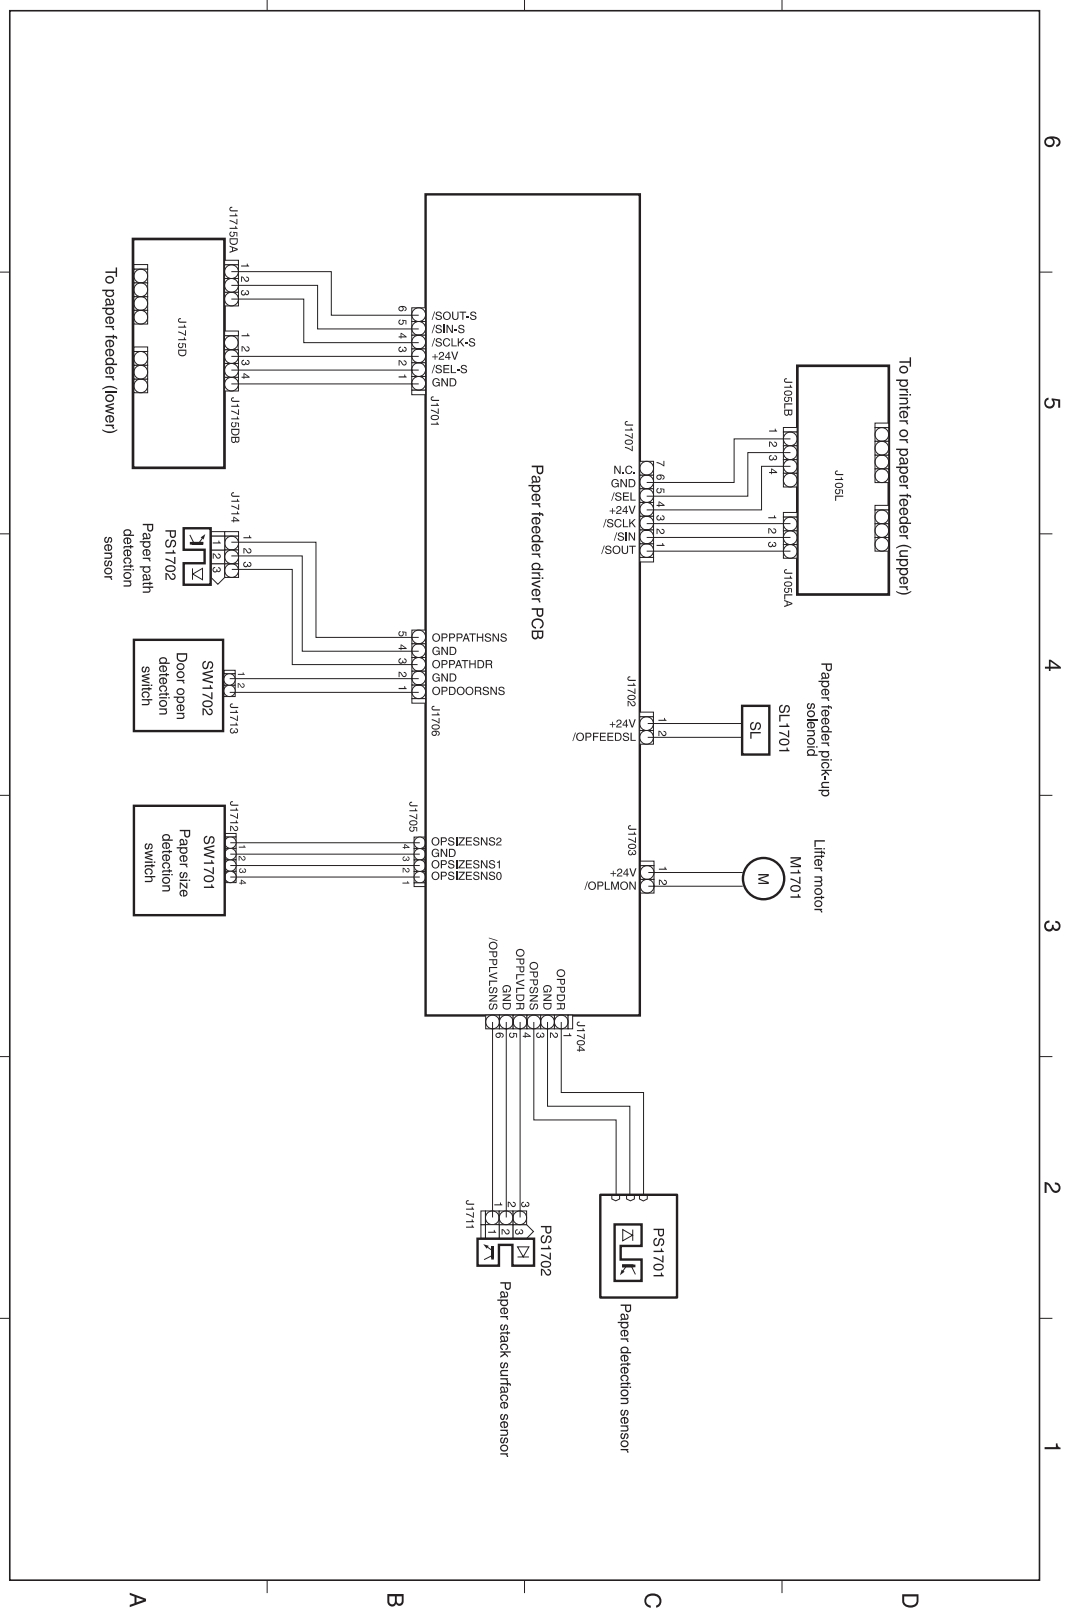 6
5
4
3
2
1
A
B
C
D
To printer or paper feeder (upper)
J105L
J105LB
1
2
3
4
J105LA
1
2
3
J1707
N.C. 7
GND 6
/SEL 5
+24V 4
/SCLK 3
/SIN 2
/SOUT 1
Paper feeder pick-up
solenoid
SL1701
SL
J1702
+24V 1
/OPFEEDSL 2
Lifter motor
M1701
M
J1703
+24V 1
/OPLMON 2
Paper feeder driver PCB
J1701
6 /SOUT-S
5 /SIN-S
4 /SCLK-S
3 +24V
2 /SEL-S
1 GND
J1715DA
1
2
3
J1715DB
1
2
3
4
J1715D
To paper feeder (lower)
J1706
5 OPPPATHSNS
4 GND
3 OPPATHDR
2 GND
1 OPDOORSNS
J1714
1
2
3
1
2
3
PS1702
Paper path
detection
sensor
J1713
1
2
SW1702
Door open
detection
switch
J1705
4 OPSIZESNS2
3 GND
2 OPSIZESNS1
1 OPSIZESNS0
J1712
1
2
3
4
SW1701
Paper size
detection
switch
J1704
OPPDR 1
GND 2
OPPSNS 3
OPPLVLDR 4
GND 5
/OPPLVLSNS 6
PS1701
Paper detection sensor
J1711
3
2
1
3
2
1
PS1702
Paper stack surface sensor